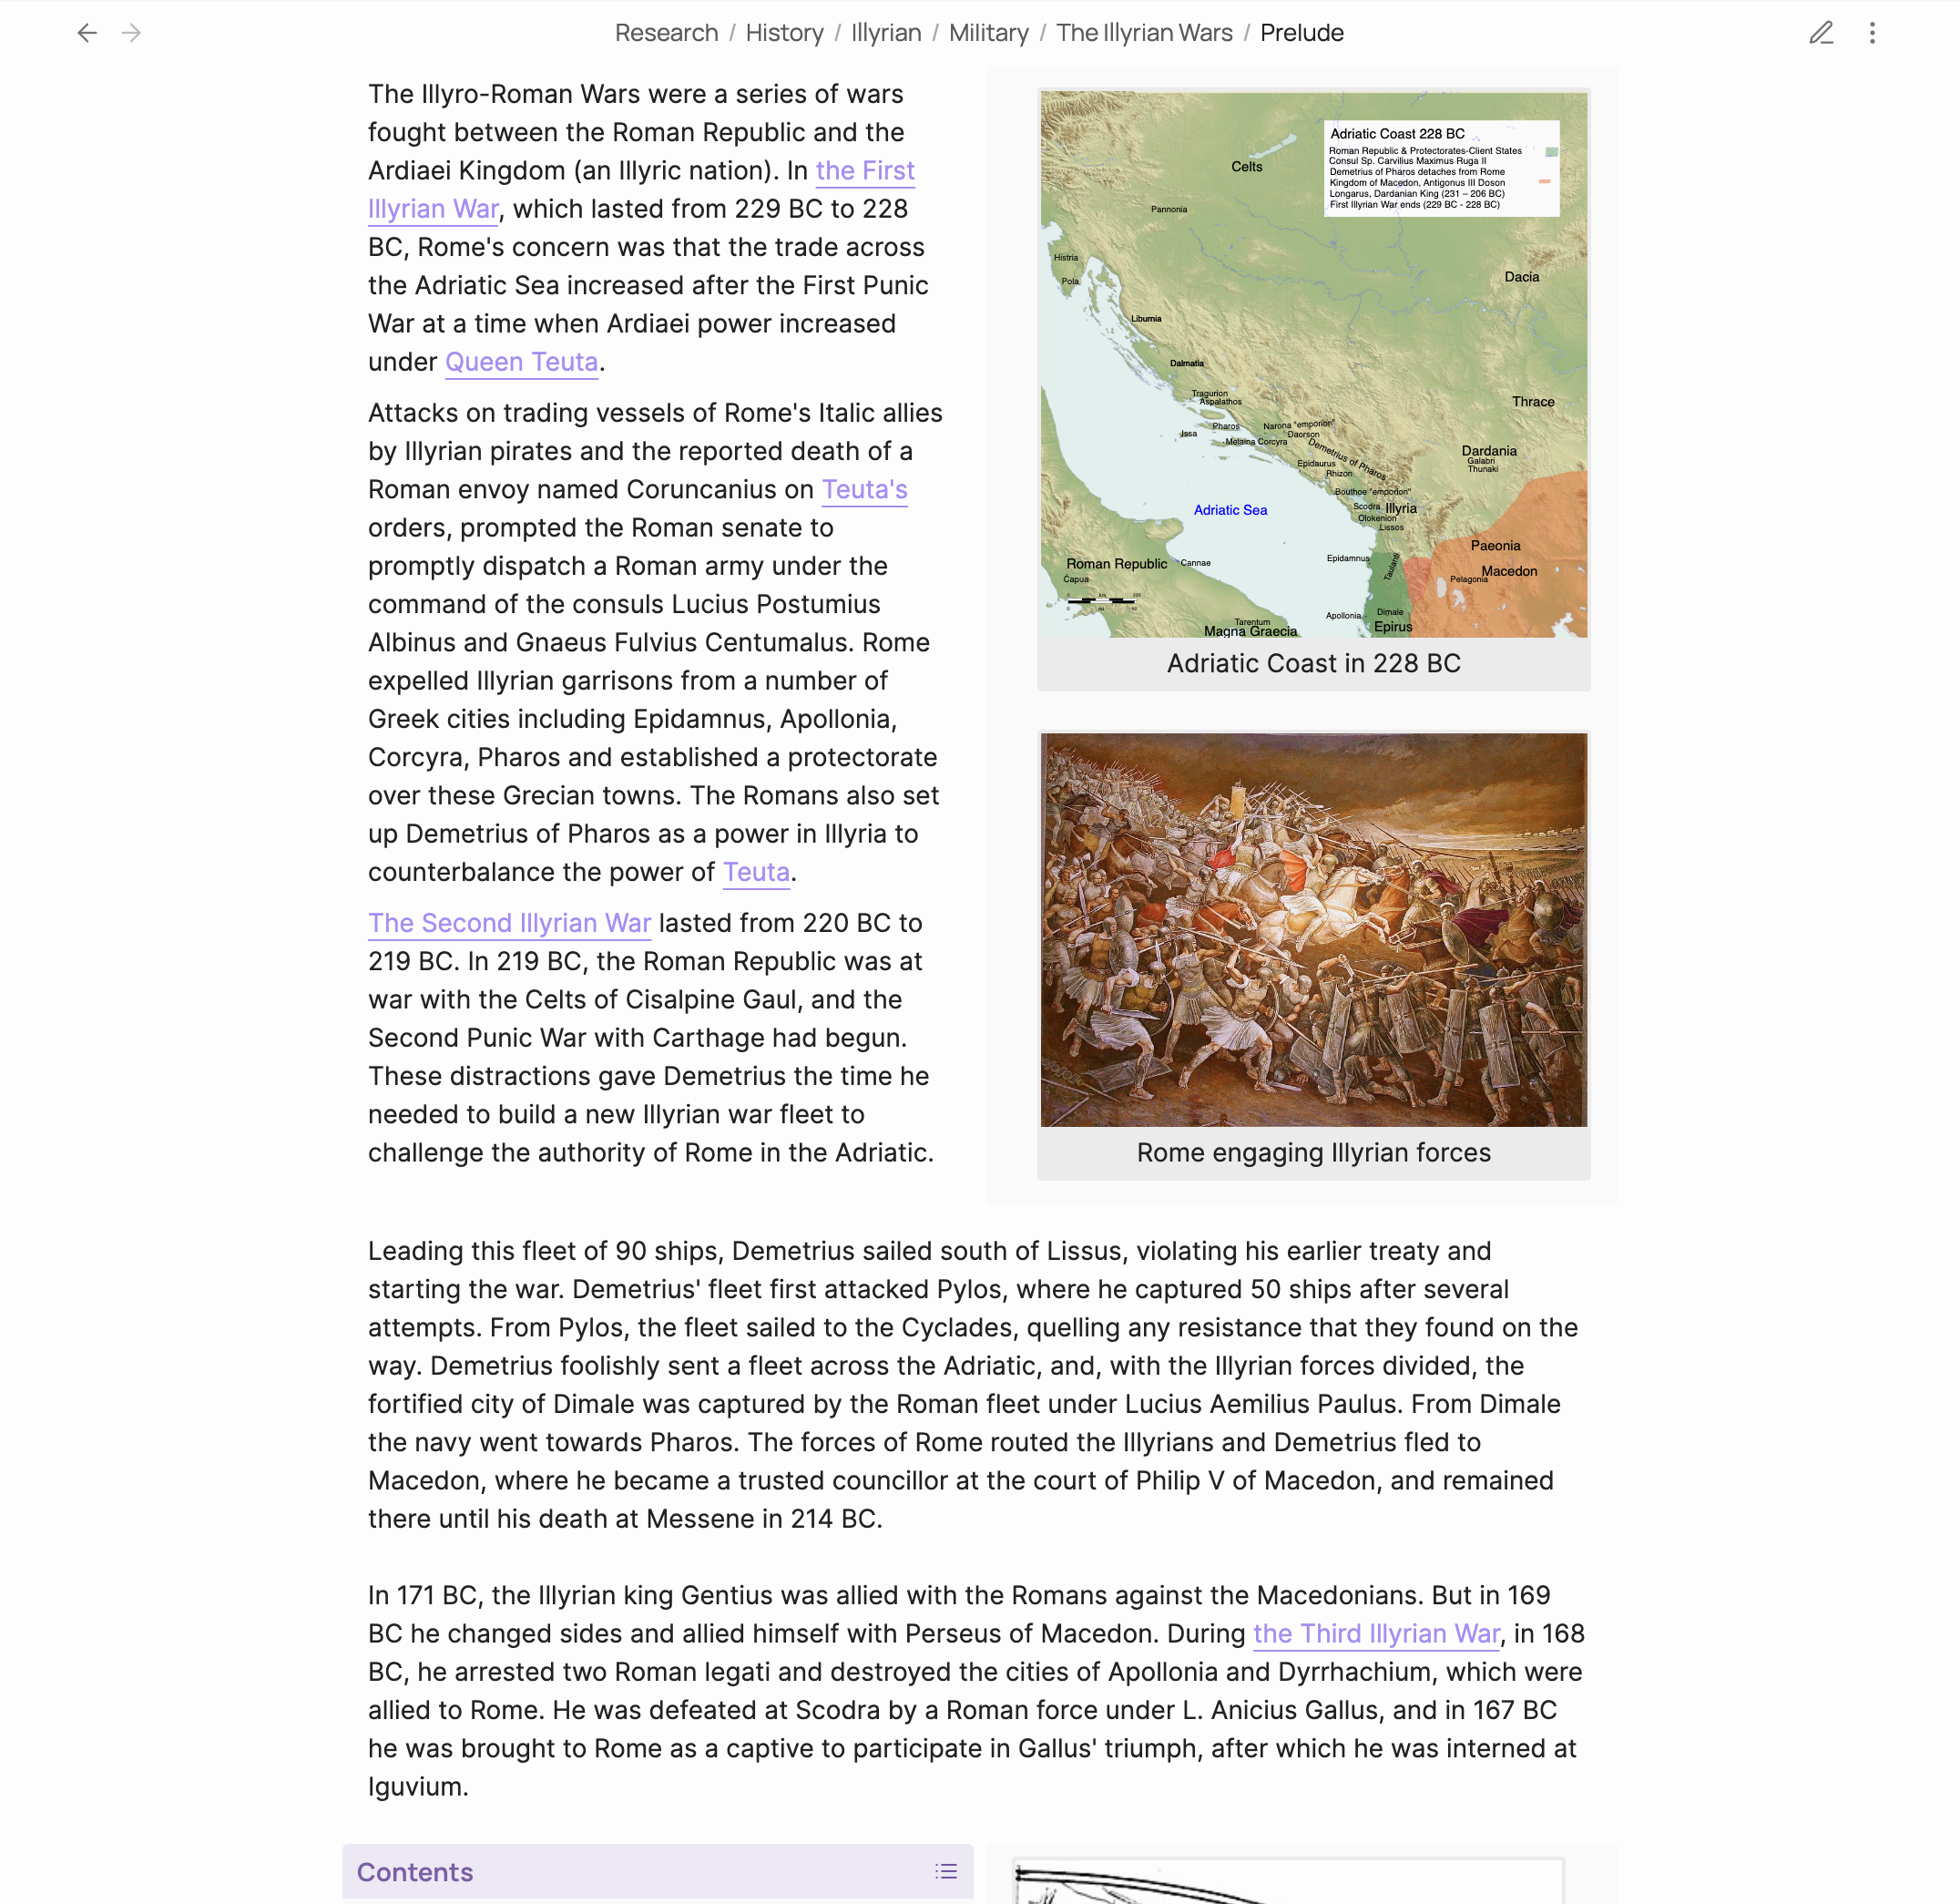 Research / History / Illyrian / Military / The Illyrian Wars / Prelude
The Illyro-Roman Wars were a series of wars
fought between the Roman Republic and the
Ardiaei Kingdom (an Illyric nation). In the First
Illyrian War, which lasted from 229 BC to 228
BC, Rome's concern was that the trade across
the Adriatic Sea increased after the First Punic
War at a time when Ardiaei power increased
under Queen Teuta.
Attacks on trading vessels of Rome's Italic allies
by Illyrian pirates and the reported death of a
Roman envoy named Coruncanius on Teuta's
orders, prompted the Roman senate to
promptly dispatch a Roman army under the
command of the consuls Lucius Postumius
Albinus and Gnaeus Fulvius Centumalus. Rome
expelled Illyrian garrisons from a number of
Greek cities including Epidamnus, Apollonia,
Corcyra, Pharos and established a protectorate
over these Grecian towns. The Romans also set
up Demetrius of Pharos as a power in Illyria to
counterbalance the power of Teuta.
The Second Illyrian War lasted from 220 BC to
219 BC. In 219 BC, the Roman Republic was at
war with the Celts of Cisalpine Gaul, and the
Second Punic War with Carthage had begun.
These distractions gave Demetrius the time he
needed to build a new Illyrian war fleet to
challenge the authority of Rome in the Adriatic.
Adriatic Coast 228 BC
Roman Republic & Protectorates-Client States
Consul Sp. Carvilius Maximus Ruga II
Demetrius of Pharos detaches from Rome
Kingdom of Macedon, Antigonus III Doson
Longarus, Dardanian King (231 – 206 BC)
First Illyrian War ends (229 BC - 228 BC)
Celts
Pannonia
Histria
Pola
Dacia
Liburnia
Dalmatia
Tragurion
Aspalathos
Thrace
Pharos
Issa
Melaina Corcyra
Narona "emporion"
Daorson
Demetrius of Pharos
Epidaurus
Rhizon
Dardania
Galabri
Thunaki
Bouthoe "emporion"
Scodra
Illyria
Olokenion
Lissos
Adriatic Sea
Paeonia
Macedon
Pelagonia
Epidamnus
Taulanti
Roman Republic
Cannae
Capua
Apollonia
Dimale
Epirus
Tarentum
Magna Graecia
Adriatic Coast in 228 BC
Rome engaging Illyrian forces
Leading this fleet of 90 ships, Demetrius sailed south of Lissus, violating his earlier treaty and
starting the war. Demetrius' fleet first attacked Pylos, where he captured 50 ships after several
attempts. From Pylos, the fleet sailed to the Cyclades, quelling any resistance that they found on the
way. Demetrius foolishly sent a fleet across the Adriatic, and, with the Illyrian forces divided, the
fortified city of Dimale was captured by the Roman fleet under Lucius Aemilius Paulus. From Dimale
the navy went towards Pharos. The forces of Rome routed the Illyrians and Demetrius fled to
Macedon, where he became a trusted councillor at the court of Philip V of Macedon, and remained
there until his death at Messene in 214 BC.
In 171 BC, the Illyrian king Gentius was allied with the Romans against the Macedonians. But in 169
BC he changed sides and allied himself with Perseus of Macedon. During the Third Illyrian War, in 168
BC, he arrested two Roman legati and destroyed the cities of Apollonia and Dyrrhachium, which were
allied to Rome. He was defeated at Scodra by a Roman force under L. Anicius Gallus, and in 167 BC
he was brought to Rome as a captive to participate in Gallus' triumph, after which he was interned at
Iguvium.
Contents